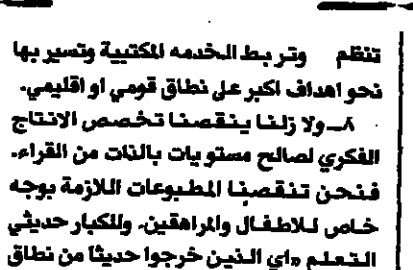 تنظم وتربط الخدمه المكتبية وتسير بها
نحو اهداف اكبر على نطاق قومي او اقليمي.
٨ـ ولا زلنا ينقصنا تخصص الانتاج
الفكري لصالح مستويات بالذات من القراء.
فنحن تنقصنا المطبوعات اللازمة بوجه
خاص للاطفال والمراهقين. وللكبار حديثي
التعلم «اي الذين خرجوا حديثا من نطاق